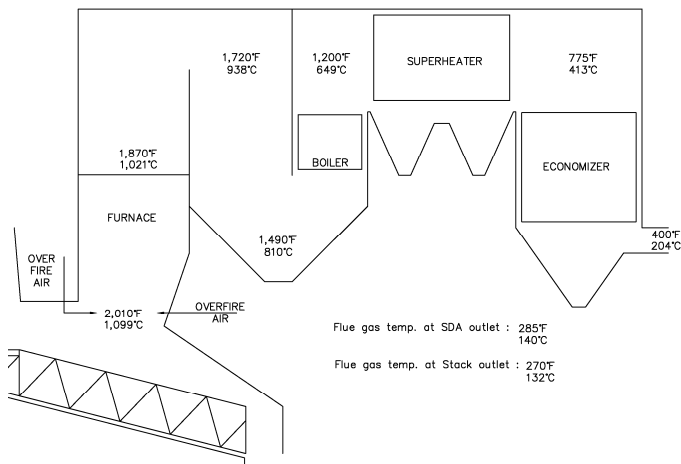 1,720°F
938°C
1,200°F
649°C
SUPERHEATER
775°F
413°C
1,870°F
1,021°C
BOILER
ECONOMIZER
FURNACE
1,490°F
810°C
400°F
204°C
OVER
FIRE
AIR
2,010°F
1,099°C
OVERFIRE
AIR
Flue gas temp. at SDA outlet : 285°F
140°C
Flue gas temp. at Stack outlet : 270°F
132°C